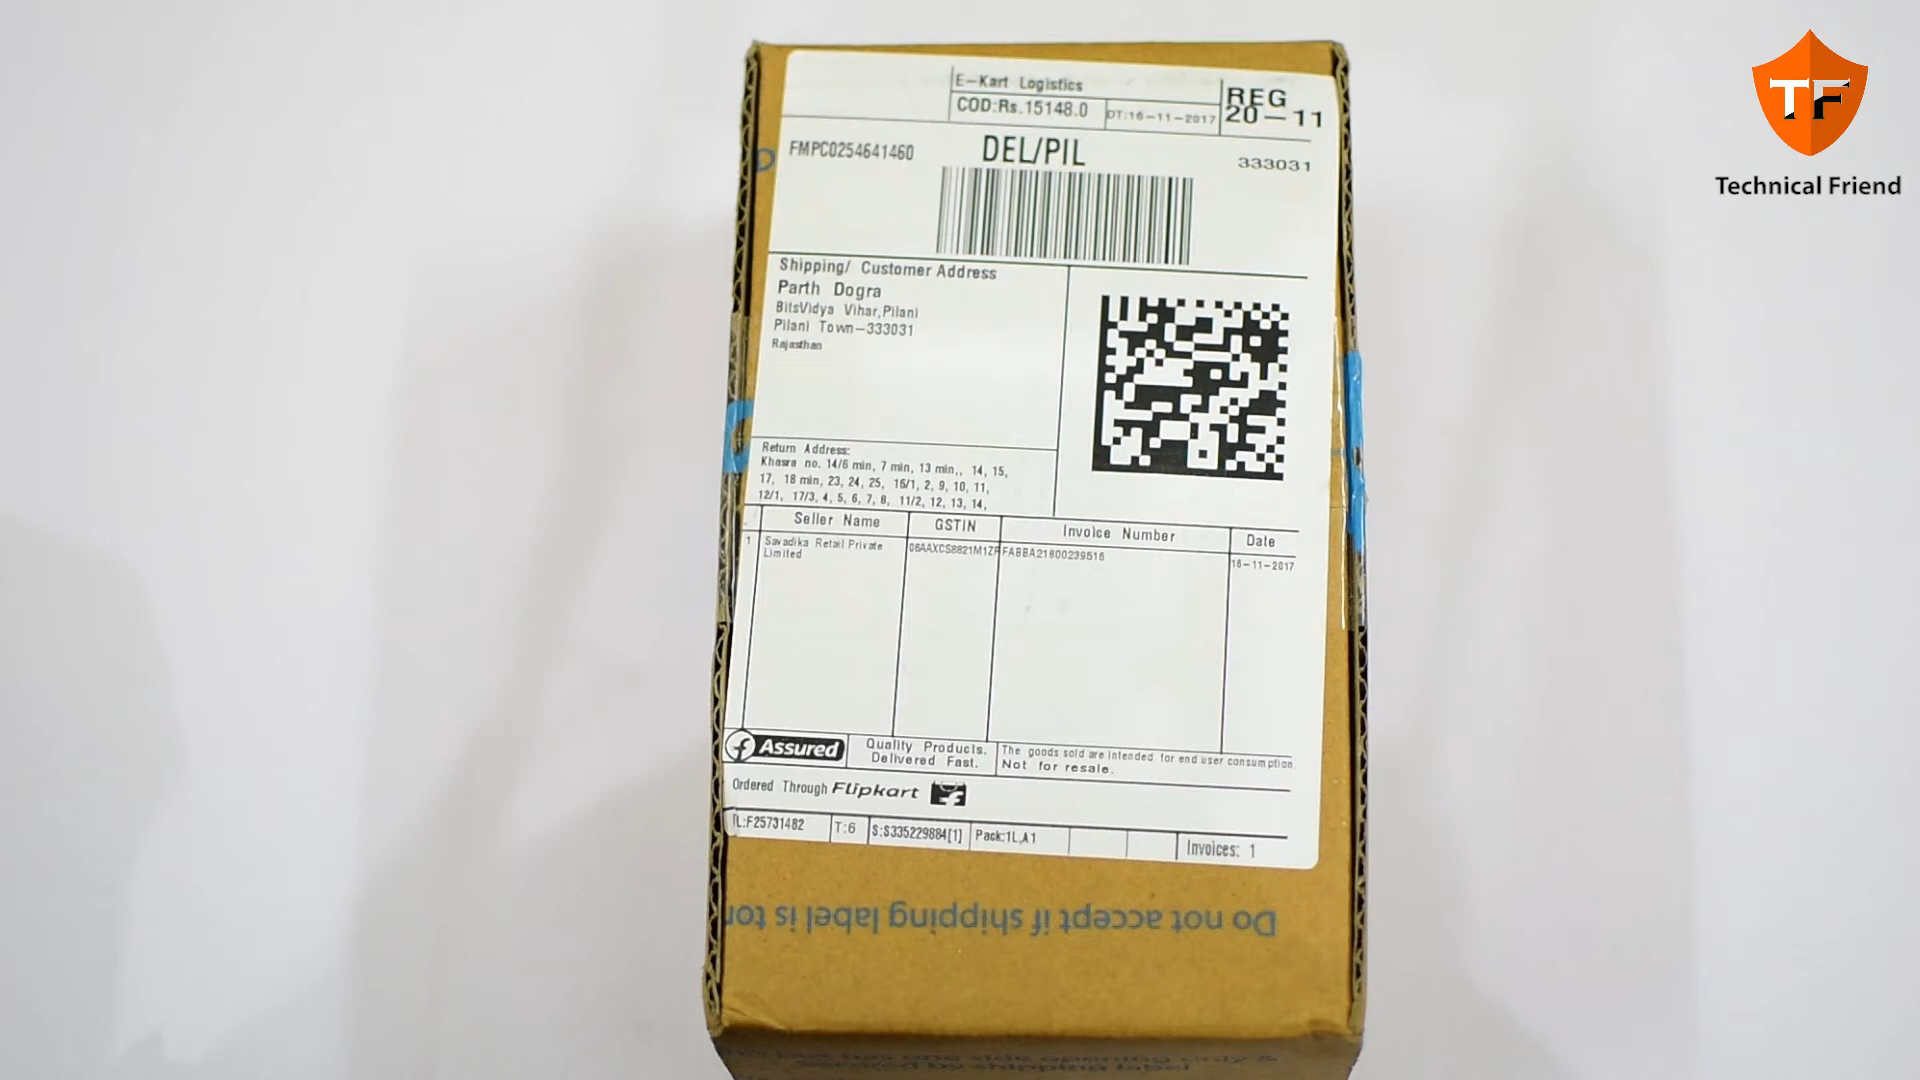 TF
Technical Friend
E-Kart Logistics
COD:Rs.15148.0
DT:16-11-2017
REG
20-11
FMPC0254641460
DEL/PIL
333031
Shipping/ Customer Address
Parth Dogra
BitsVidya Vihar,Pilani
Pilani Town-333031
Rajasthan
Return Address:
Khasra no. 14/6 min, 7 min, 13 min,, 14, 15,
17, 18 min, 23, 24, 25, 16/1, 2, 9, 10, 11,
12/1, 17/3, 4, 5, 6, 7, 8, 11/2, 12, 13, 14,
Seller Name GSTIN Invoice Number Date
1 Savadika Retail Private 06AAXCS8821M1ZP FABBA21800239516 16-11-2017
Limited
f Assured
Quality Products.
Delivered Fast.
The goods sold are intended for end user consumption.
Not for resale.
Ordered Through Flipkart
L:F25731482 T:6 S:S335229884[1] Pack:1L,A1 Invoices: 1
Do not accept if shipping label is tor